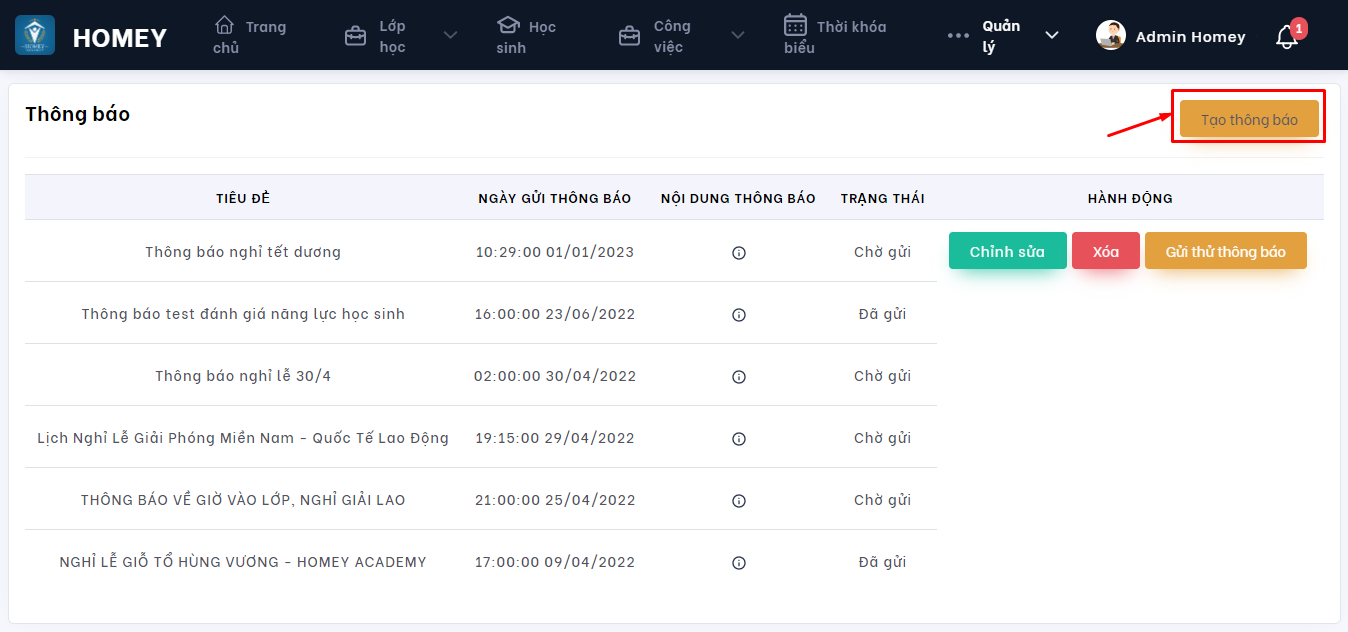 HOMEY
HOMEY
Trang chủ
Lớp học
Học sinh
Công việc
Thời khóa biểu
Quản lý
Admin Homey
1
Thông báo
Tạo thông báo
TIÊU ĐỀ NGÀY GỬI THÔNG BÁO NỘI DUNG THÔNG BÁO TRẠNG THÁI HÀNH ĐỘNG
Thông báo nghỉ tết dương 10:29:00 01/01/2023 Chờ gửi Chỉnh sửa Xóa Gửi thử thông báo
Thông báo test đánh giá năng lực học sinh 16:00:00 23/06/2022 Đã gửi
Thông báo nghỉ lễ 30/4 02:00:00 30/04/2022 Chờ gửi
Lịch Nghỉ Lễ Giải Phóng Miền Nam - Quốc Tế Lao Động 19:15:00 29/04/2022 Chờ gửi
THÔNG BÁO VỀ GIỜ VÀO LỚP, NGHỈ GIẢI LAO 21:00:00 25/04/2022 Chờ gửi
NGHỈ LỄ GIỖ TỔ HÙNG VƯƠNG - HOMEY ACADEMY 17:00:00 09/04/2022 Đã gửi